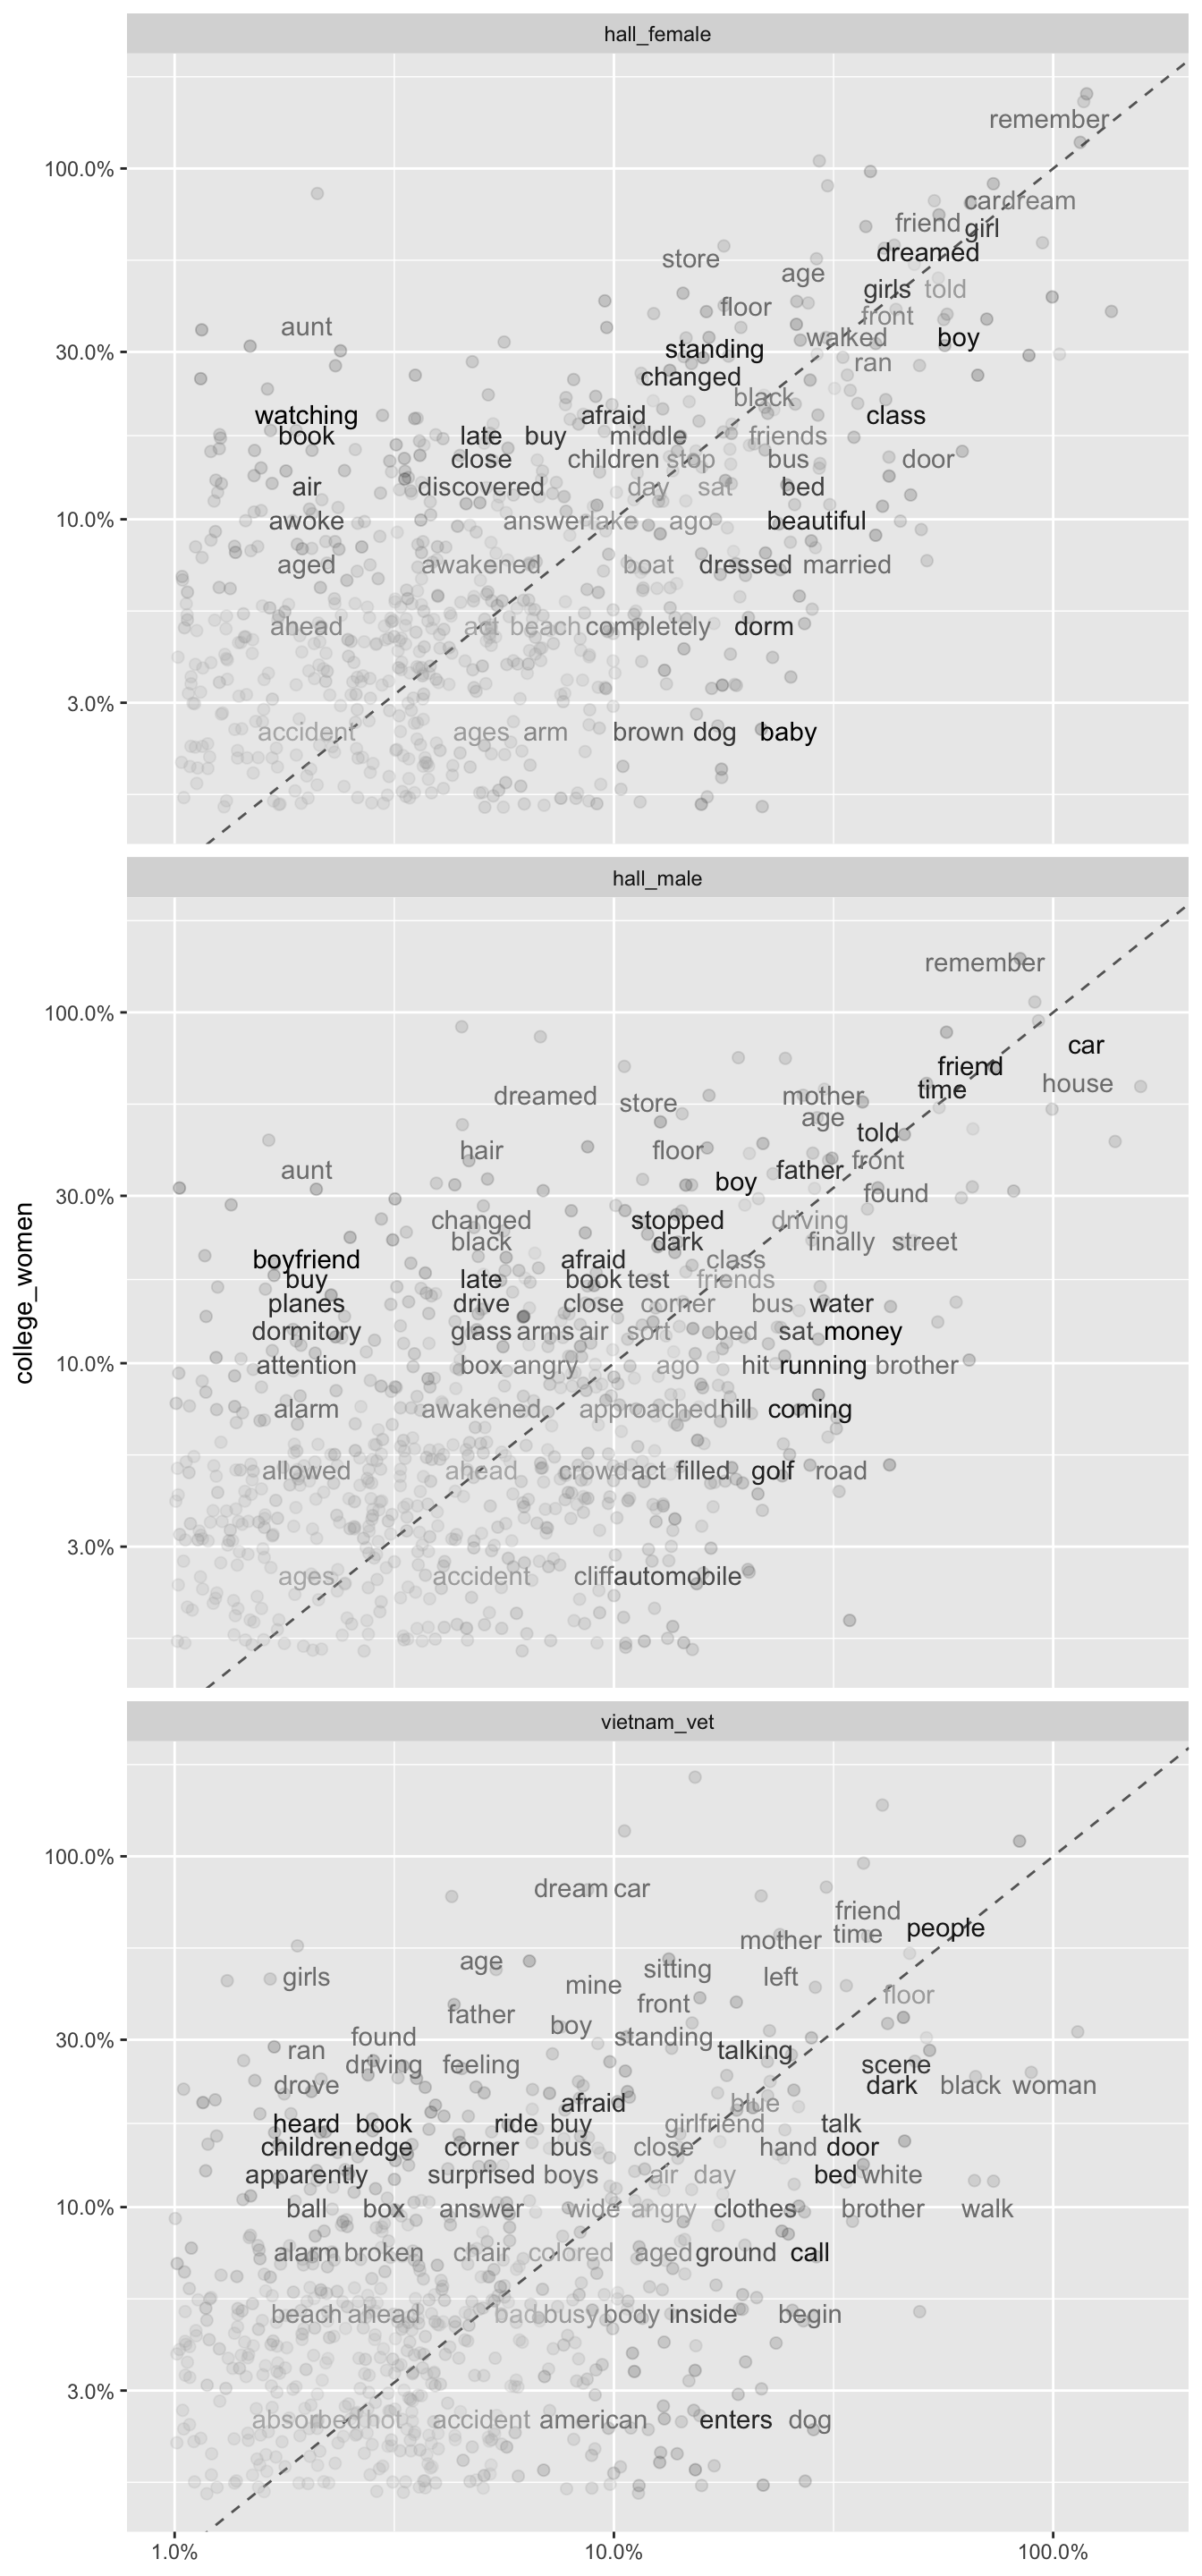 hall_female
remember
100.0%
car dream
friend girl
dreamed
store
age
girls told
floor
front
aunt
walked boy
30.0%
standing
ran
changed
black
watching afraid class
book late buy middle friends
close children stop bus door
air discovered day sat bed
10.0% awoke answer lake ago beautiful
aged awakened boat dressed married
ahead act beach completely dorm
3.0%
accident ages arm brown dog baby
hall_male
remember
100.0%
car
friend
time house
dreamed store mother
age
told
hair floor front
aunt father
boy
30.0% found
changed stopped driving
black dark finally street
boyfriend afraid class
buy late book test friends
planes drive close corner bus water
dormitory glass arms air sort bed sat money
10.0% attention box angry ago hit running brother
alarm awakened approached hill coming
allowed ahead crowd act filled golf road
3.0%
ages accident cliff automobile
college_women
vietnam_vet
100.0%
dream car
friend
time people
mother
age sitting
girls mine left
front floor
father
boy
30.0% found standing
ran talking
driving feeling scene
drove dark black woman
afraid blue
heard book ride buy girlfriend talk
children edge corner bus close hand door
apparently surprised boys air day bed white
10.0% ball box answer wide angry clothes brother walk
alarm broken chair colored aged ground call
beach ahead bad busy body inside begin
3.0%
absorbed hot accident american enters dog
1.0% 10.0% 100.0%